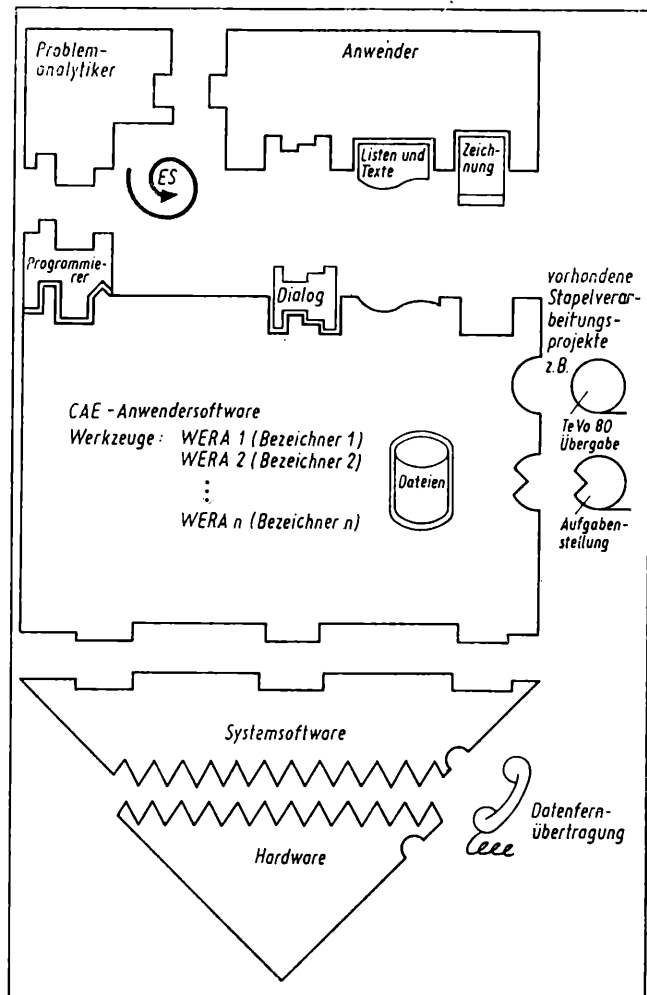 Problem-
analytiker
Anwender
ES
Listen und
Texte
Zeich-
nung
Programmie-
rer
Dialog
vorhandene
Stapelverar-
beitungs-
projekte
z.B.
TeVo 80
Übergabe
CAE - Anwendersoftware
Werkzeuge: WERA 1 (Bezeichner 1)
WERA 2 (Bezeichner 2)
⋮
WERA n (Bezeichner n)
Dateien
Aufgaben-
stellung
Systemsoftware
Datenfern-
übertragung
Hardware